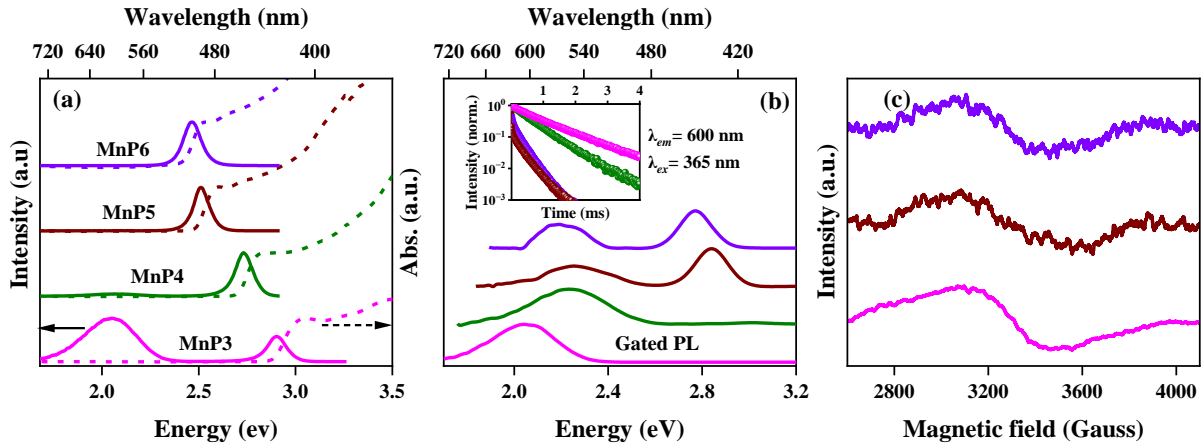 Wavelength (nm)
720 640 560 480 400
(a)
MnP6
MnP5
MnP4
MnP3
Intensity (a.u)
Abs. (a.u.)
2.0 2.5 3.0 3.5
Energy (ev)
Wavelength (nm)
720 660 600 540 480 420
(b)
1 2 3 4
10⁰
10⁻¹
10⁻²
10⁻³
Intensity (norm.)
Time (ms)
λem= 600 nm
λex= 365 nm
Gated PL
2.0 2.4 2.8 3.2
Energy (eV)
(c)
Intensity (a.u.)
2800 3200 3600 4000
Magnetic field (Gauss)